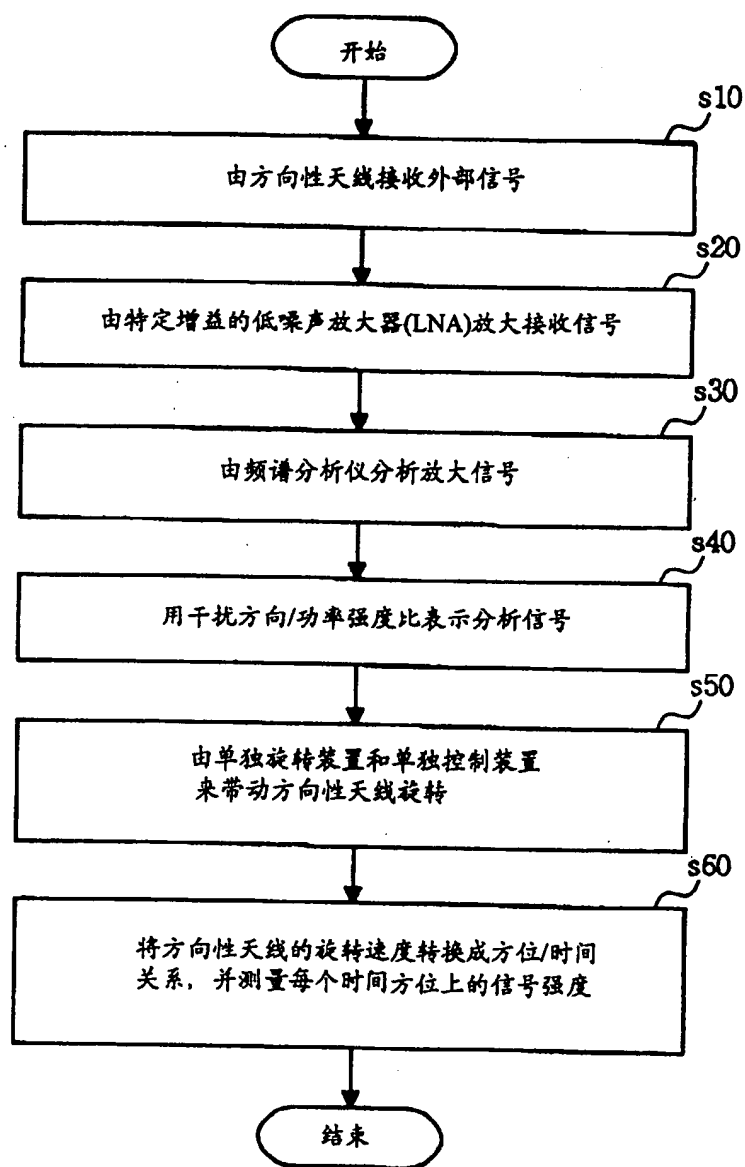 开始
s10
由方向性天线接收外部信号
s20
由特定增益的低噪声放大器(LNA)放大接收信号
s30
由频谱分析仪分析放大信号
s40
用干扰方向/功率强度比表示分析信号
s50
由单独旋转装置和单独控制装置
来带动方向性天线旋转
s60
将方向性天线的旋转速度转换成方位/时间
关系，并测量每个时间方位上的信号强度
结束